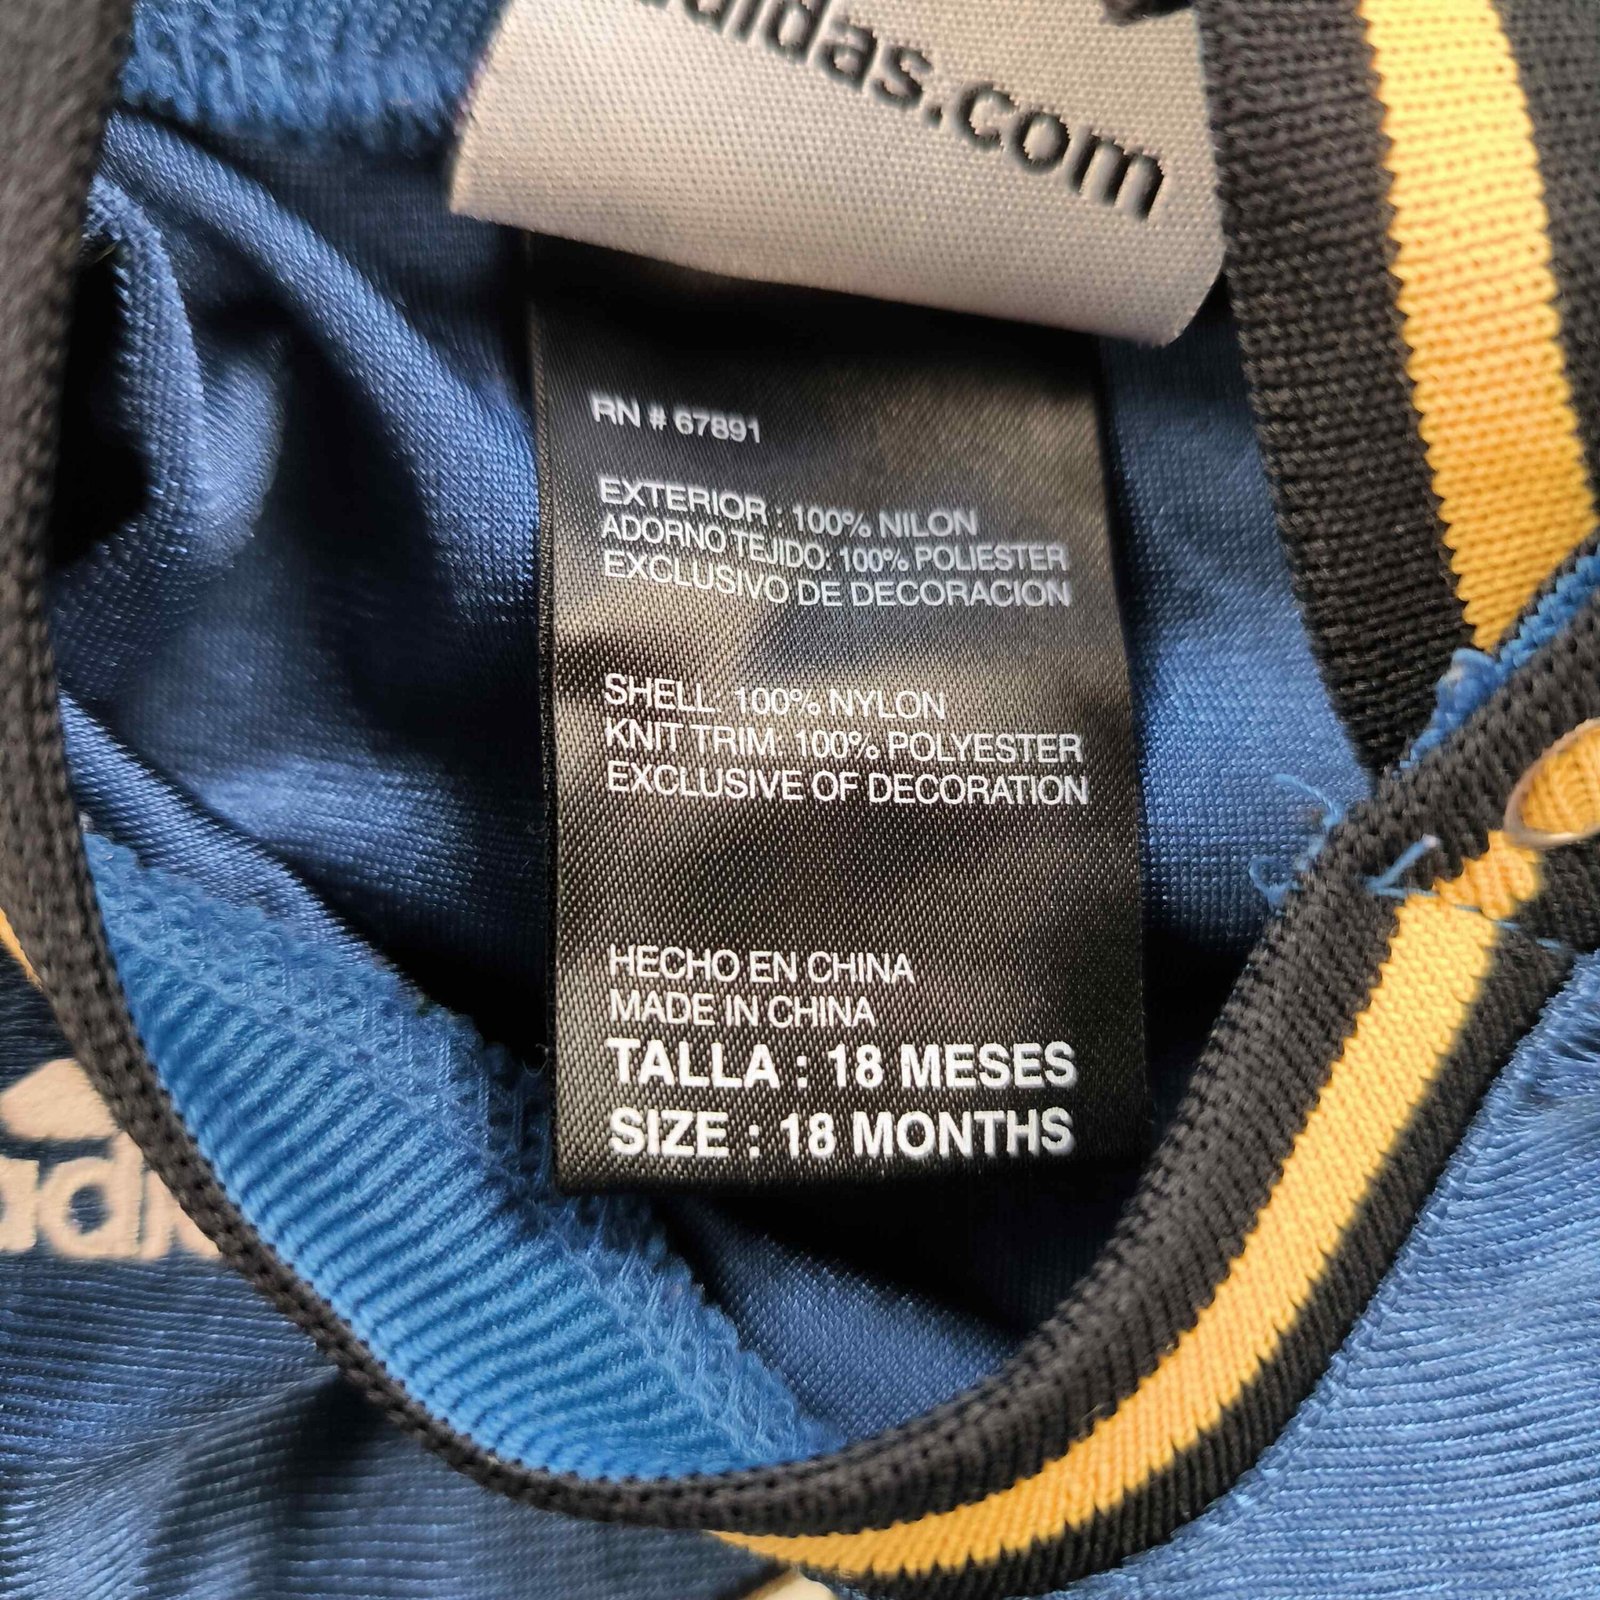 adidas.com
RN # 67891
EXTERIOR : 100% NILON
ADORNO TEJIDO: 100% POLIESTER
EXCLUSIVO DE DECORACION
SHELL: 100% NYLON
KNIT TRIM: 100% POLYESTER
EXCLUSIVE OF DECORATION
HECHO EN CHINA
MADE IN CHINA
TALLA : 18 MESES
SIZE : 18 MONTHS
adi